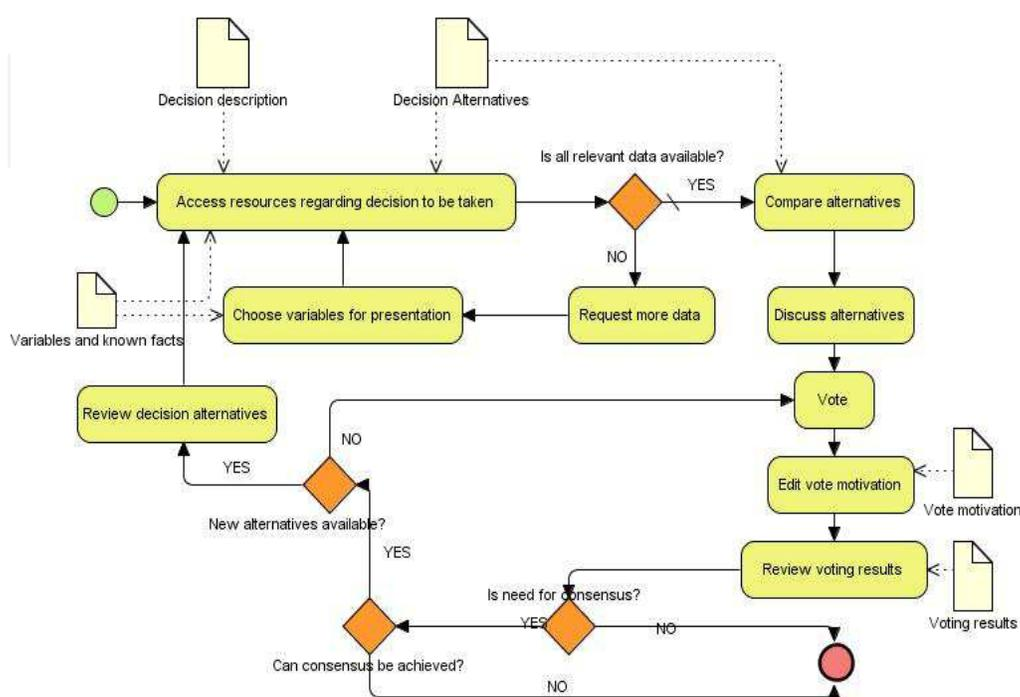 Decision description
Decision Alternatives
Is all relevant data available?
YES
Access resources regarding decision to be taken
Compare alternatives
NO
Choose variables for presentation
Request more data
Discuss alternatives
Variables and known facts
Review decision alternatives
Vote
NO
YES
Edit vote motivation
New alternatives available?
Vote motivation
YES
Review voting results
Is need for consensus?
YES
NO
Voting results
Can consensus be achieved?
NO